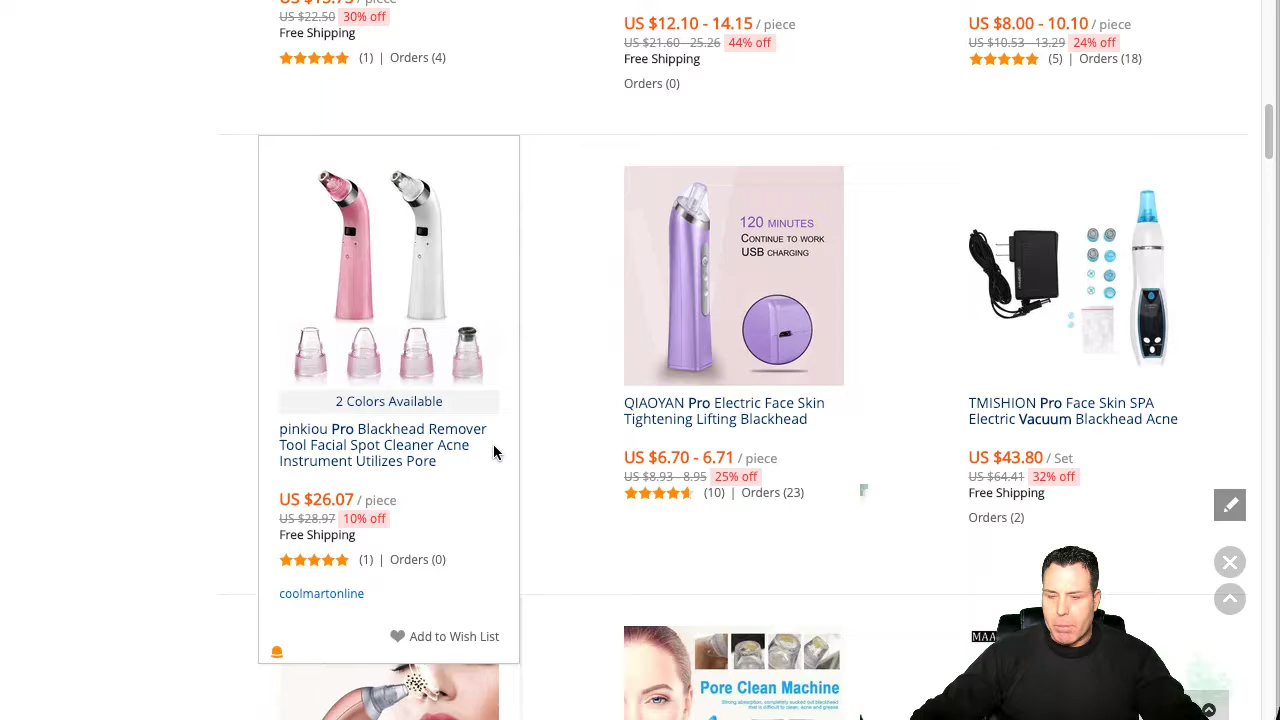 US $22.50 30% off
Free Shipping
(1) | Orders (4)
US $12.10 - 14.15 / piece
US $21.60 - 25.26 44% off
Free Shipping
Orders (0)
US $8.00 - 10.10 / piece
US $10.53 - 13.29 24% off
(5) | Orders (18)
2 Colors Available
pinkiou Pro Blackhead Remover
Tool Facial Spot Cleaner Acne
Instrument Utilizes Pore
US $26.07 / piece
US $28.97 10% off
Free Shipping
(1) | Orders (0)
coolmartonline
Add to Wish List
120 MINUTES
CONTINUE TO WORK
USB CHARGING
QIAOYAN Pro Electric Face Skin
Tightening Lifting Blackhead
US $6.70 - 6.71 / piece
US $8.93 - 8.95 25% off
(10) | Orders (23)
TMISHION Pro Face Skin SPA
Electric Vacuum Blackhead Acne
US $43.80 / Set
US $64.41 32% off
Free Shipping
Orders (2)
Pore Clean Machine